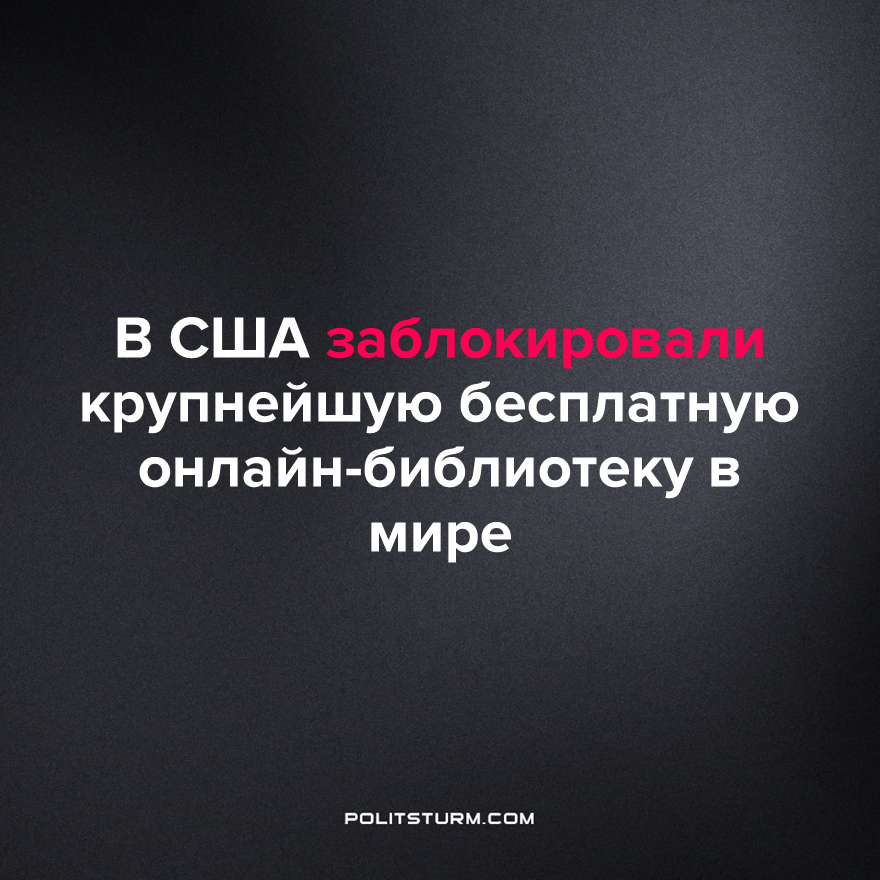 В США заблокировали
крупнейшую бесплатную
онлайн-библиотеку в
мире
POLITSTURM.COM